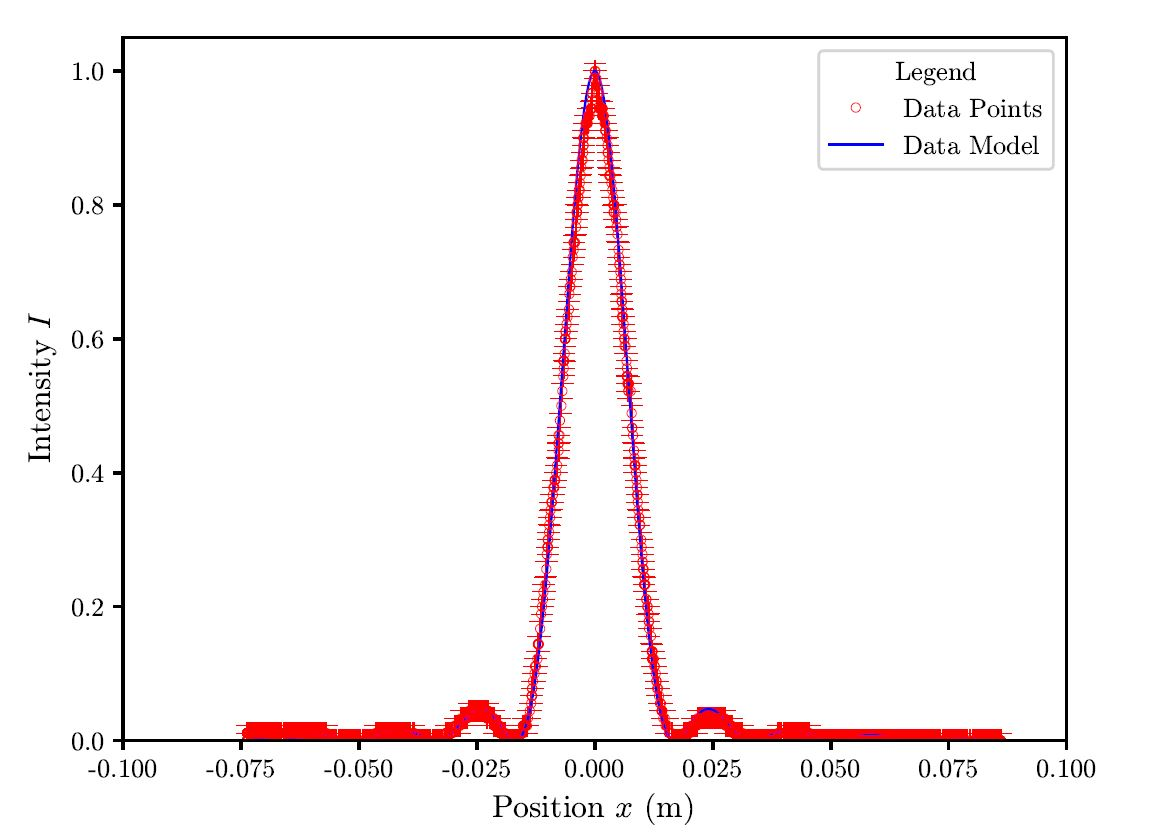 Legend
Data Points
Data Model
1.0
0.8
0.6
0.4
0.2
0.0
Intensity I
-0.100 -0.075 -0.050 -0.025 0.000 0.025 0.050 0.075 0.100
Position x (m)